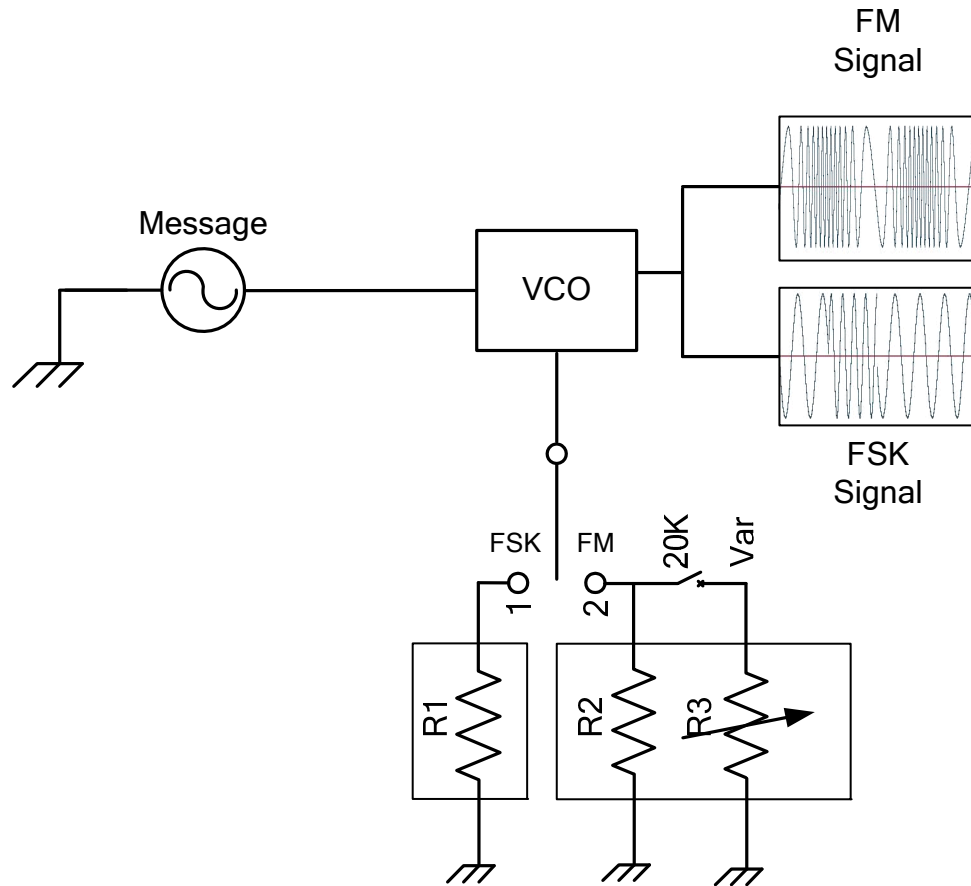 FM
Signal
Message
VCO
FSK
Signal
FSK
FM
20K
Var
1
2
R1
R2
R3